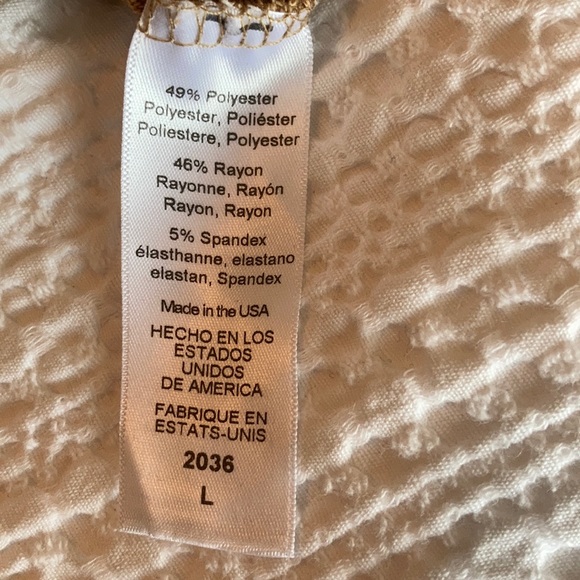 49% Polyester
Polyester, Poliéster
Poliestere, Polyester
46% Rayon
Rayonne, Rayón
Rayon, Rayon
5% Spandex
élasthanne, elastano
elastan, Spandex
Made in the USA
HECHO EN LOS
ESTADOS
UNIDOS
DE AMERICA
FABRIQUE EN
ESTATS-UNIS
2036
L